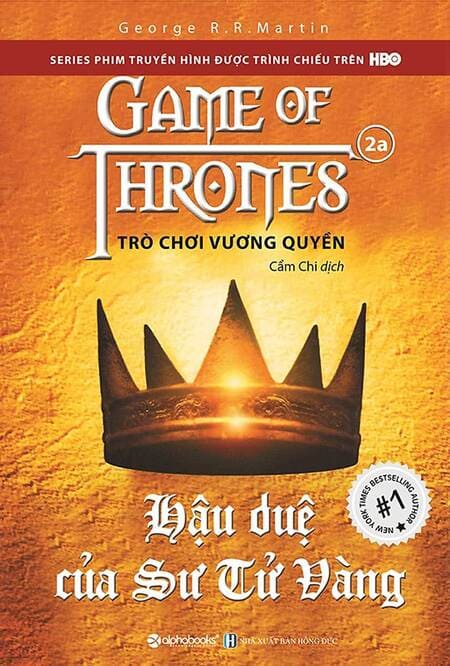 George R.R.Martin
SERIES PHIM TRUYỀN HÌNH ĐƯỢC TRÌNH CHIẾU TRÊN HBO
GAME OF
THRONES
2a
TRÒ CHƠI VƯƠNG QUYỀN
Cẩm Chi dịch
NEW YORK TIMES BESTSELLING AUTHOR
#1
Hậu duệ
của Sư Tử Vàng
alphabooks
NHÀ XUẤT BẢN HỒNG ĐỨC